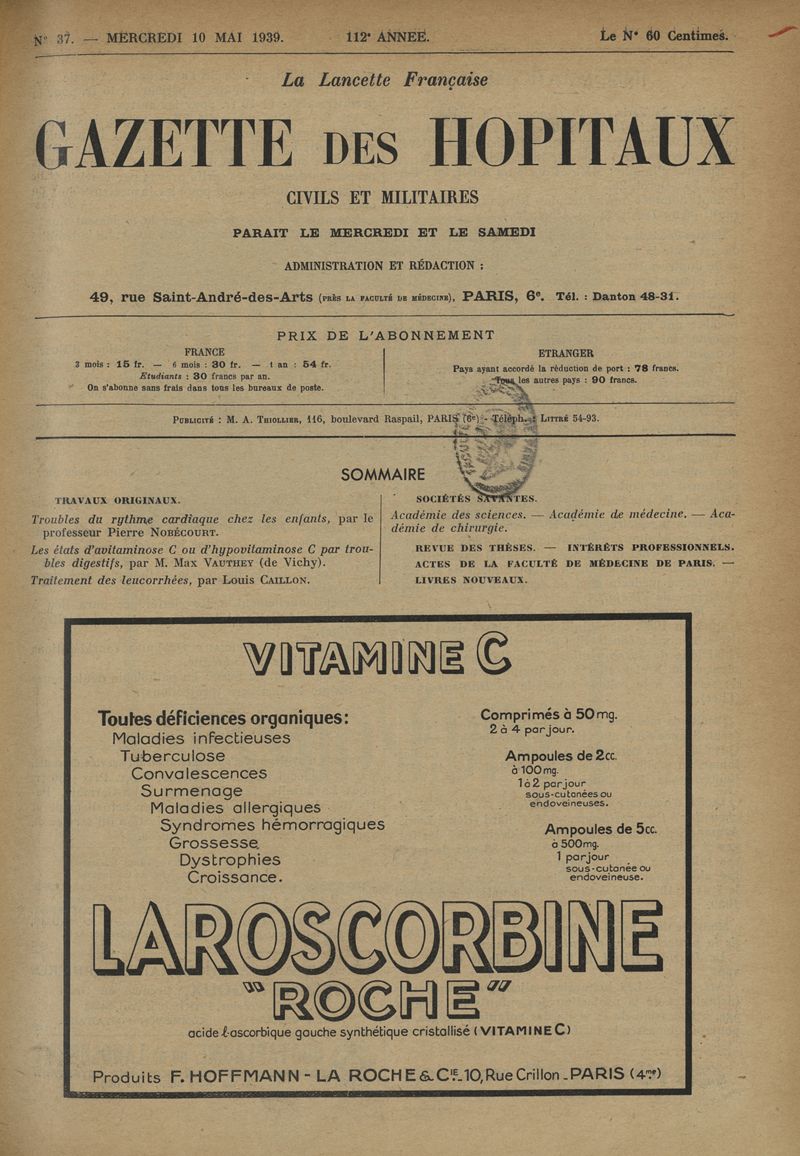 N° 37. — MERCREDI 10 MAI 1939.
112e ANNEE.
Le N° 60 Centimes.
La Lancette Française
GAZETTE DES HOPITAUX
CIVILS ET MILITAIRES
PARAIT LE MERCREDI ET LE SAMEDI
ADMINISTRATION ET RÉDACTION :
49, rue Saint-André-des-Arts (PRÈS LA FACULTÉ DE MÉDECINE), PARIS, 6e. Tél. : Danton 48-31.
PRIX DE L'ABONNEMENT
FRANCE
3 mois : 15 fr. — 6 mois : 30 fr. — 1 an : 54 fr.
Etudiants : 30 francs par an.
On s'abonne sans frais dans tous les bureaux de poste.
ETRANGER
Pays ayant accordé la réduction de port : 78 francs.
Tous les autres pays : 90 francs.
PUBLICITÉ : M. A. THIOLLIER, 116, boulevard Raspail, PARIS (6e) - Téléph. : LITTRÉ 54-93.
SOMMAIRE
TRAVAUX ORIGINAUX.
Troubles du rythme cardiaque chez les enfants, par le
professeur Pierre NOBÉCOURT.
Les états d'avitaminose C ou d'hypovitaminose C par trou-
bles digestifs, par M. Max VAUTHEY (de Vichy).
Traitement des leucorrhées, par Louis CAILLON.
SOCIÉTÉS SAVANTES.
Académie des sciences. — Académie de médecine. — Aca-
démie de chirurgie.
REVUE DES THÈSES. — INTÉRÊTS PROFESSIONNELS.
ACTES DE LA FACULTÉ DE MÉDECINE DE PARIS. —
LIVRES NOUVEAUX.
VITAMINE C
Toutes déficiences organiques:
Maladies infectieuses
Tuberculose
Convalescences
Surmenage
Maladies allergiques
Syndromes hémorragiques
Grossesse,
Dystrophies
Croissance.
Comprimés à 50 mg.
2 à 4 par jour.
Ampoules de 2cc.
à 100 mg.
1 à 2 par jour
sous-cutanées ou
endoveineuses.
Ampoules de 5cc.
à 500mg.
1 par jour
sous-cutanée ou
endoveineuse.
LAROSCORBINE
"ROCHE"
acide l-ascorbique gauche synthétique cristallisé (VITAMINE C)
Produits F. HOFFMANN - LA ROCHE & CIE. 10, Rue Crillon - PARIS (4me)